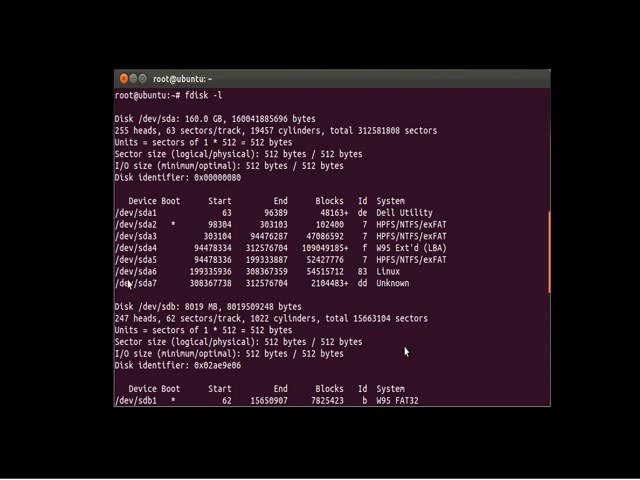 root@ubuntu: ~
root@ubuntu:~# fdisk -l
Disk /dev/sda: 160.0 GB, 160041885696 bytes
255 heads, 63 sectors/track, 19457 cylinders, total 312581808 sectors
Units = sectors of 1 * 512 = 512 bytes
Sector size (logical/physical): 512 bytes / 512 bytes
I/O size (minimum/optimal): 512 bytes / 512 bytes
Disk identifier: 0x00000080
Device Boot Start End Blocks Id System
/dev/sda1 63 96389 48163+ de Dell Utility
/dev/sda2 * 98304 303103 102400 7 HPFS/NTFS/exFAT
/dev/sda3 303104 94476287 47086592 7 HPFS/NTFS/exFAT
/dev/sda4 94478334 312576704 109049185+ f W95 Ext'd (LBA)
/dev/sda5 94478336 199333887 52427776 7 HPFS/NTFS/exFAT
/dev/sda6 199335936 308367359 54515712 83 Linux
/dev/sda7 308367738 312576704 2104483+ dd Unknown
Disk /dev/sdb: 8019 MB, 8019509248 bytes
247 heads, 62 sectors/track, 1022 cylinders, total 15663104 sectors
Units = sectors of 1 * 512 = 512 bytes
Sector size (logical/physical): 512 bytes / 512 bytes
I/O size (minimum/optimal): 512 bytes / 512 bytes
Disk identifier: 0x02ae9e06
Device Boot Start End Blocks Id System
/dev/sdb1 * 62 15650907 7825423 b W95 FAT32